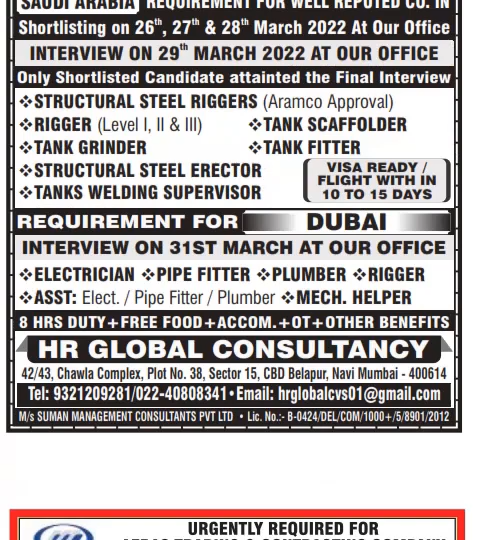 SAUDI ARABIA REQUIREMENT FOR WELL REPUTED CO. IN
Shortlisting on 26th, 27th & 28th March 2022 At Our Office
INTERVIEW ON 29th MARCH 2022 AT OUR OFFICE
Only Shortlisted Candidate attainted the Final Interview
❖STRUCTURAL STEEL RIGGERS (Aramco Approval)
❖RIGGER (Level I, II & III) ❖TANK SCAFFOLDER
❖TANK GRINDER ❖TANK FITTER
❖STRUCTURAL STEEL ERECTOR
❖TANKS WELDING SUPERVISOR
VISA READY /
FLIGHT WITH IN
10 TO 15 DAYS
REQUIREMENT FOR DUBAI
INTERVIEW ON 31ST MARCH AT OUR OFFICE
❖ELECTRICIAN ❖PIPE FITTER ❖PLUMBER ❖RIGGER
❖ASST: Elect. / Pipe Fitter / Plumber ❖MECH. HELPER
8 HRS DUTY+FREE FOOD+ACCOM.+OT+OTHER BENEFITS
HR GLOBAL CONSULTANCY
42/43, Chawla Complex, Plot No. 38, Sector 15, CBD Belapur, Navi Mumbai - 400614
Tel: 9321209281/022-40808341•Email: hrglobalcvs01@gmail.com
M/s SUMAN MANAGEMENT CONSULTANTS PVT LTD • Lic. No.:- B-0424/DEL/COM/1000+/5/8901/2012
URGENTLY REQUIRED FOR